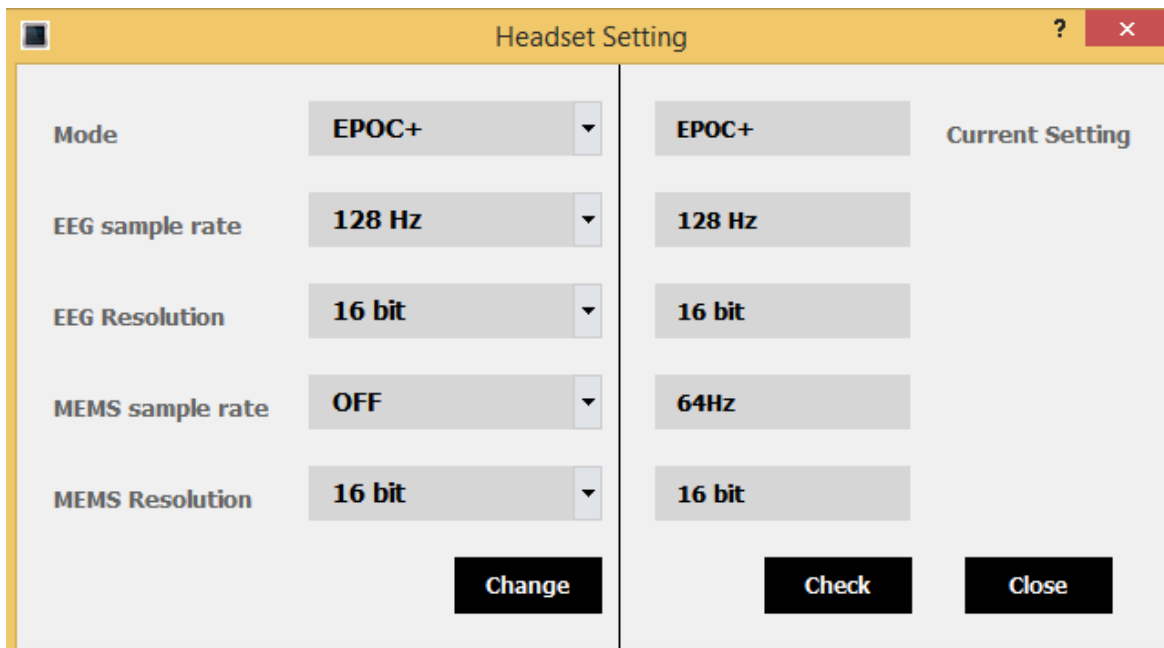 Headset Setting
?
Mode EPOC+ EPOC+ Current Setting
EEG sample rate 128 Hz 128 Hz
EEG Resolution 16 bit 16 bit
MEMS sample rate OFF 64Hz
MEMS Resolution 16 bit 16 bit
Change Check Close